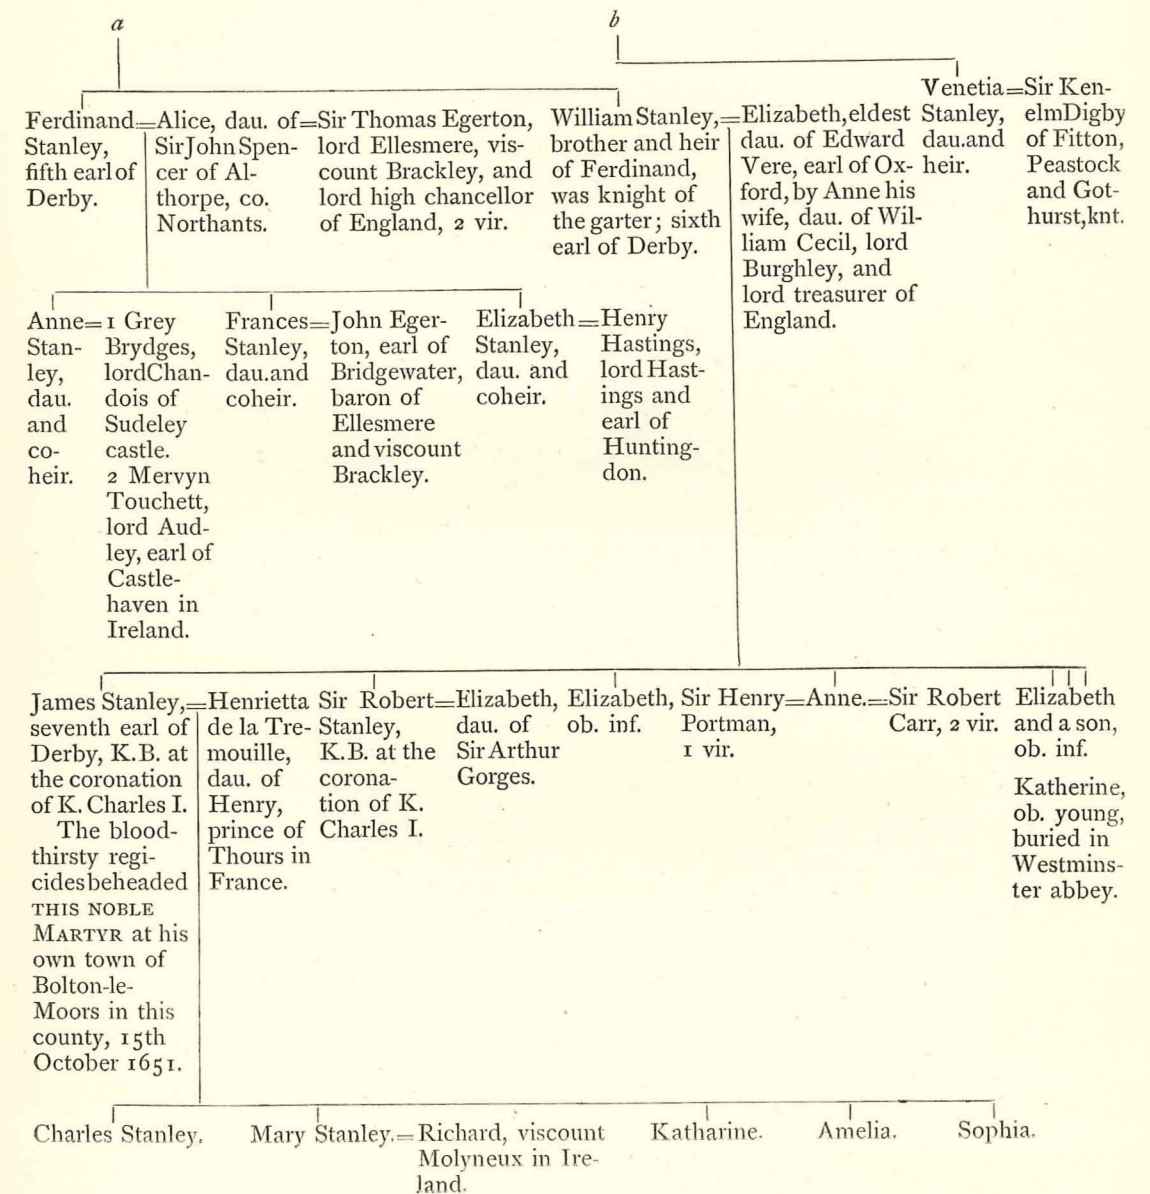 a
b
Ferdinand=Alice, dau. of=Sir Thomas Egerton,
Stanley,
fifth earl of
Derby.
SirJohn Spen-
cer of Al-
thorpe, co.
Northants.
lord Ellesmere, vis-
count Brackley, and
lord high chancellor
of England, 2 vir.
William Stanley,=Elizabeth, eldest
brother and heir
of Ferdinand,
was knight of
the garter; sixth
earl of Derby.
dau. of Edward
Vere, earl of Ox-
ford, by Anne his
wife, dau. of Wil-
liam Cecil, lord
Burghley, and
lord treasurer of
England.
Venetia=Sir Ken-
Stanley,
dau.and
heir.
elmDigby
of Fitton,
Peastock
and Got-
hurst,knt.
Anne=1 Grey
Stan-
ley,
dau.
and
co-
heir.
Brydges,
lordChan-
dois of
Sudeley
castle.
2 Mervyn
Touchett,
lord Aud-
ley, earl of
Castle-
haven in
Ireland.
Frances=John Eger-
Stanley,
dau.and
coheir.
ton, earl of
Bridgewater,
baron of
Ellesmere
and viscount
Brackley.
Elizabeth=Henry
Stanley,
dau. and
coheir.
Hastings,
lord Hast-
ings and
earl of
Hunting-
don.
James Stanley,=Henrietta
seventh earl of
Derby, K.B. at
the coronation
of K. Charles I.
The blood-
thirsty regi-
cides beheaded
THIS NOBLE
MARTYR at his
own town of
Bolton-le-
Moors in this
county, 15th
October 1651.
de la Tre-
mouille,
dau. of
Henry,
prince of
Thours in
France.
Sir Robert=Elizabeth,
Stanley,
K.B. at the
corona-
tion of K.
Charles I.
dau. of
Sir Arthur
Gorges.
Elizabeth,
ob. inf.
Sir Henry=Anne.=Sir Robert
Portman,
1 vir.
Carr, 2 vir.
Elizabeth
and a son,
ob. inf.
Katherine,
ob. young,
buried in
Westmins-
ter abbey.
Charles Stanley.
Mary Stanley.=Richard, viscount
Molyneux in Ire-
land.
Katharine.
Amelia.
Sophia.